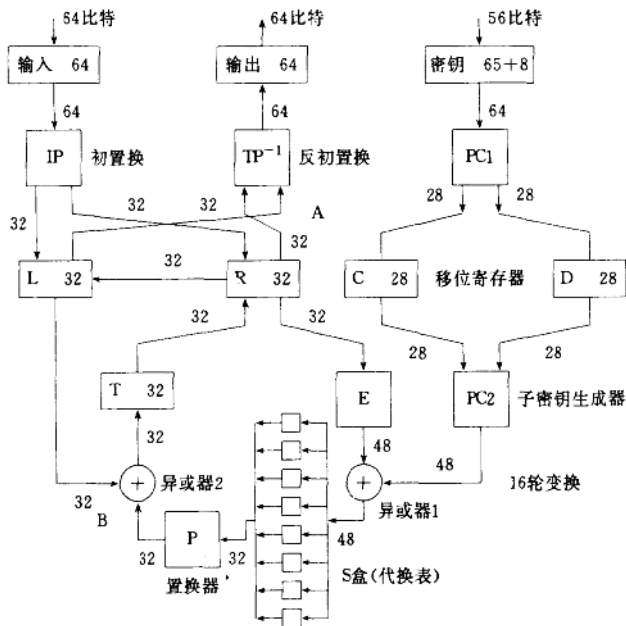 64比特
64比特
56比特
输入 64
输出 64
密钥 65+8
64
64
64
IP
初置换
TP⁻¹
反初置换
PC1
32
32
32
A
28
28
L 32
32
R 32
32
C 28
移位寄存器
D 28
32
32
28
28
T 32
E
PC2
子密钥生成器
32
48
48
异或器2
16轮变换
32
B
异或器1
P
32
32
48
置换器
S盒(代换表)